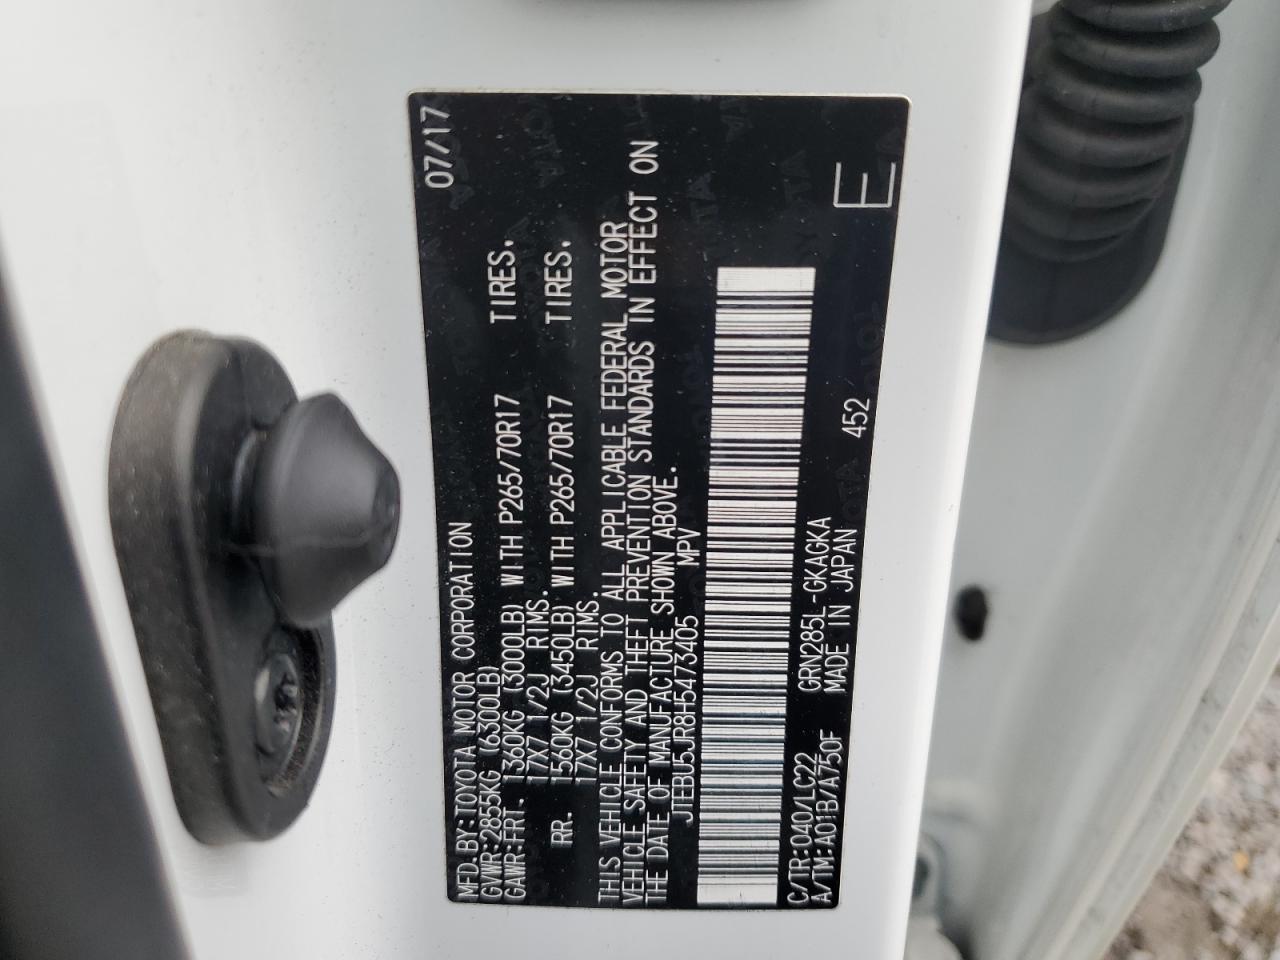 MFD.BY:TOYOTA MOTOR CORPORATION 07/17
GVWR:2855KG (6300LB)
GAWR:FRT. 1360KG (3000LB) WITH P265/70R17 TIRES.
17X7 1/2J RIMS.
RR. 1560KG (3450LB) WITH P265/70R17 TIRES.
17X7 1/2J RIMS.
THIS VEHICLE CONFORMS TO ALL APPLICABLE FEDERAL MOTOR
VEHICLE SAFETY AND THEFT PREVENTION STANDARDS IN EFFECT ON
THE DATE OF MANUFACTURE SHOWN ABOVE.
JTEBU5JR8H5473405 MPV
C/TR:040/LC22 GRN285L-GKAGKA
A/TM:A01B/A750F MADE IN JAPAN 452
E